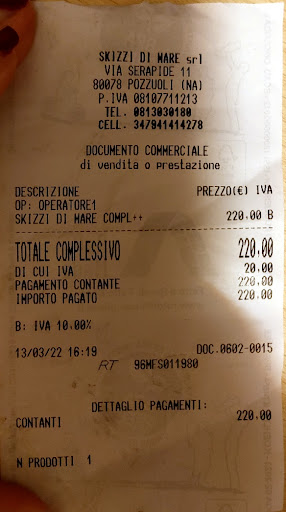 SKIZZI DI MARE srl
VIA SERAPIDE 11
80078 POZZUOLI (NA)
P.IVA 08107711213
TEL. 0813030180
CELL. 347941414278
DOCUMENTO COMMERCIALE
di vendita o prestazione
DESCRIZIONE PREZZO(€) IVA
OP: OPERATORE1
SKIZZI DI MARE COMPL++ 220.00 B
TOTALE COMPLESSIVO 220.00
DI CUI IVA 20.00
PAGAMENTO CONTANTE 220.00
IMPORTO PAGATO 220.00
B: IVA 10.00%
13/03/22 16:19 DOC.0602-0015
RT 96MFS011980
DETTAGLIO PAGAMENTI:
CONTANTI 220.00
N PRODOTTI 1